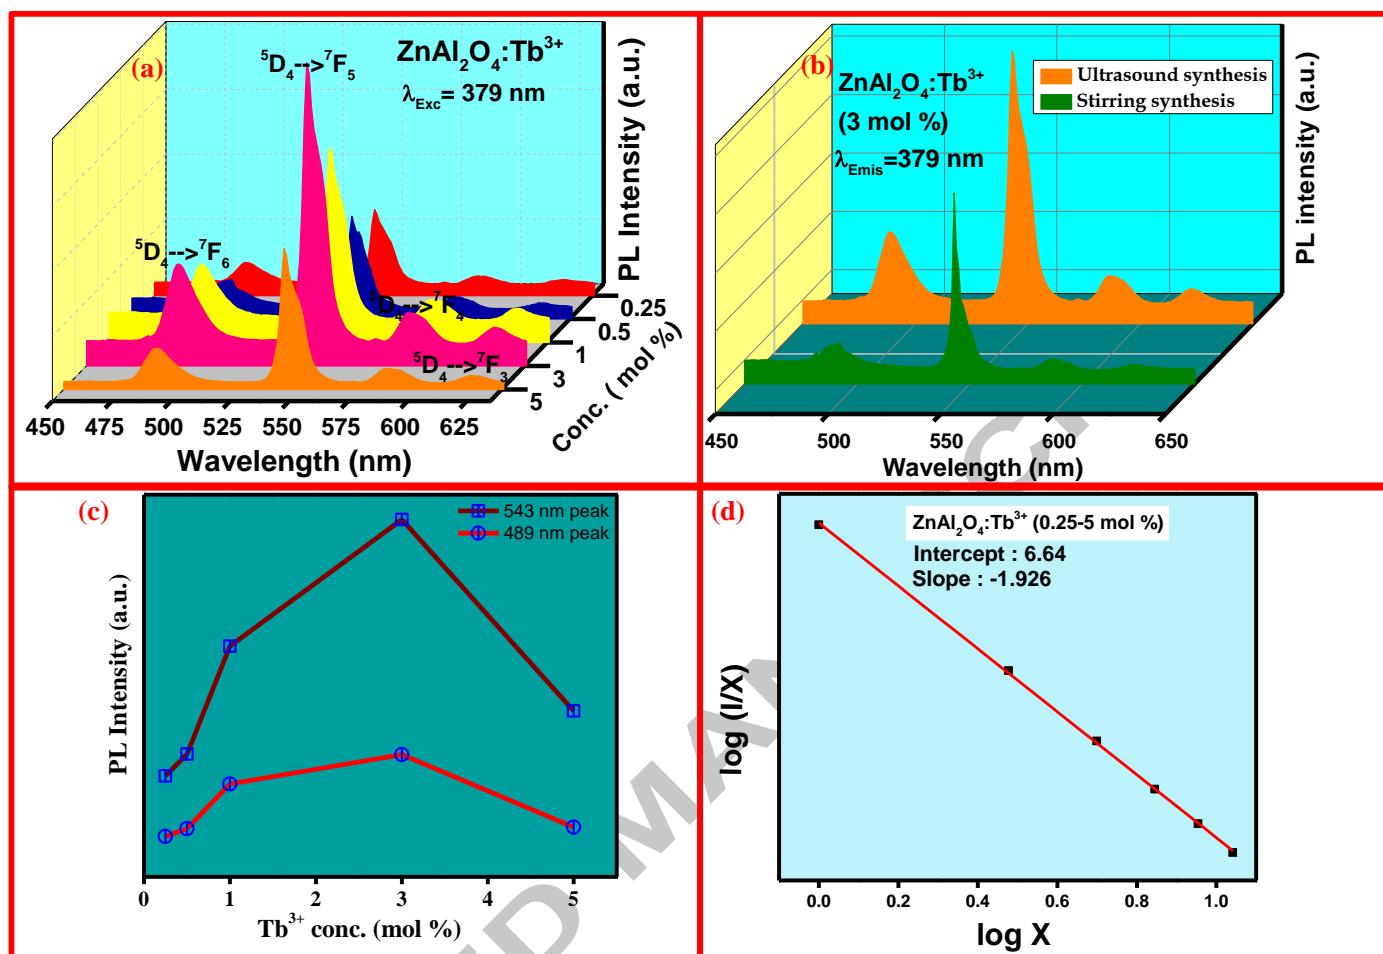 (a)
⁵D₄-->⁷F₅
ZnAl₂O₄:Tb³⁺
λExc= 379 nm
⁵D₄-->⁷F₆
⁵D₄-->⁷F₄
⁵D₄-->⁷F₃
PL Intensity (a.u.)
0.25
0.5
1
3
5
Conc. ( mol %)
450 475 500 525 550 575 600 625
Wavelength (nm)
(b)
ZnAl₂O₄:Tb³⁺
(3 mol %)
λEmis=379 nm
Ultrasound synthesis
Stirring synthesis
PL intensity (a.u.)
450 500 550 600 650
Wavelength (nm)
(c)
543 nm peak
489 nm peak
PL Intensity (a.u.)
0 1 2 3 4 5
Tb³⁺ conc. (mol %)
(d)
ZnAl₂O₄:Tb³⁺ (0.25-5 mol %)
Intercept : 6.64
Slope : -1.926
log (I/X)
0.0 0.2 0.4 0.6 0.8 1.0
log X